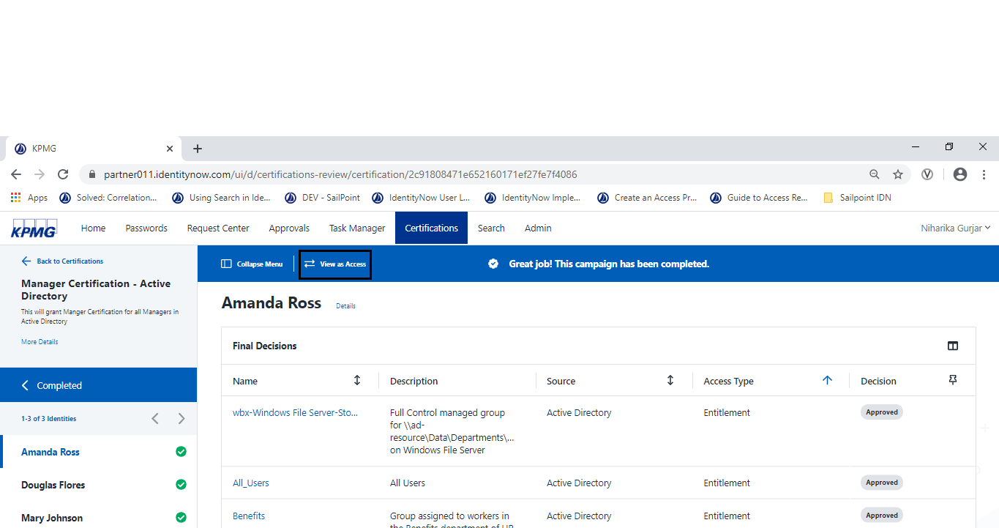 KPMG
partner011.identitynow.com/ui/d/certifications-review/certification/2c91808471e652160171ef27fe7f4086
Apps Solved: Correlation... Using Search in Ide... DEV - SailPoint IdentityNow User L... IdentityNow Imple... Create an Access Pr... Guide to Access Re... Sailpoint IDN
KPMG Home Passwords Request Center Approvals Task Manager Certifications Search Admin Niharika Gurjar
Back to Certifications
Manager Certification - Active
Directory
This will grant Manger Certification for all Managers in
Active Directory
More Details
Completed
1-3 of 3 Identities
Amanda Ross
Douglas Flores
Mary Johnson
Collapse Menu View as Access Great job! This campaign has been completed.
Amanda Ross Details
Final Decisions
Name Description Source Access Type Decision
wbx-Windows File Server-Sto... Full Control managed group Active Directory Entitlement Approved
for \\ad-
resource\Data\Departments\...
on Windows File Server
All_Users All Users Active Directory Entitlement Approved
Benefits Group assigned to workers in Active Directory Entitlement Approved
the Benefits department of HR